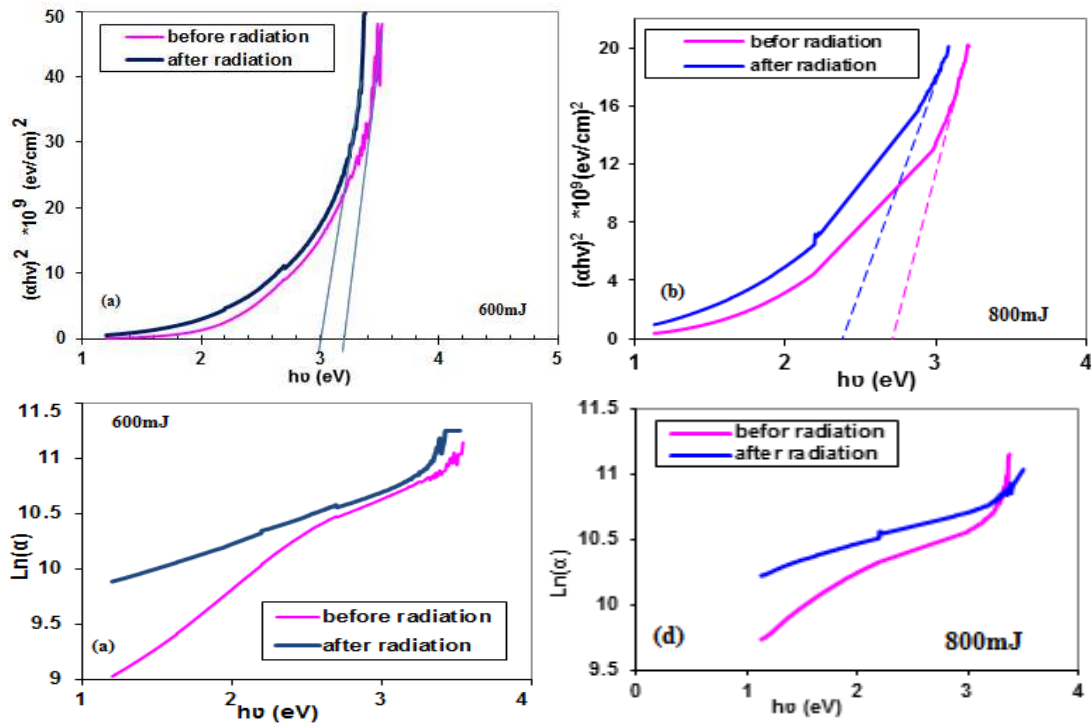 50
40
30
20
10
0
(αhν)² *10⁹ (ev/cm)²
before radiation
after radiation
(a)
600mJ
1 2 3 4 5
hυ (eV)
20
16
12
8
4
0
(αhν)² *10⁹(ev/cm)²
befor radiation
after radiation
(b)
800mJ
1 2 3 4
hυ (eV)
11.5
11
10.5
10
9.5
9
Ln(α)
600mJ
before radiation
after radiation
(a)
1 2 3 4
hυ (eV)
11.5
11
10.5
10
9.5
Ln(α)
befor radiation
after radiation
(d)
800mJ
0 1 2 3 4
hυ (eV)